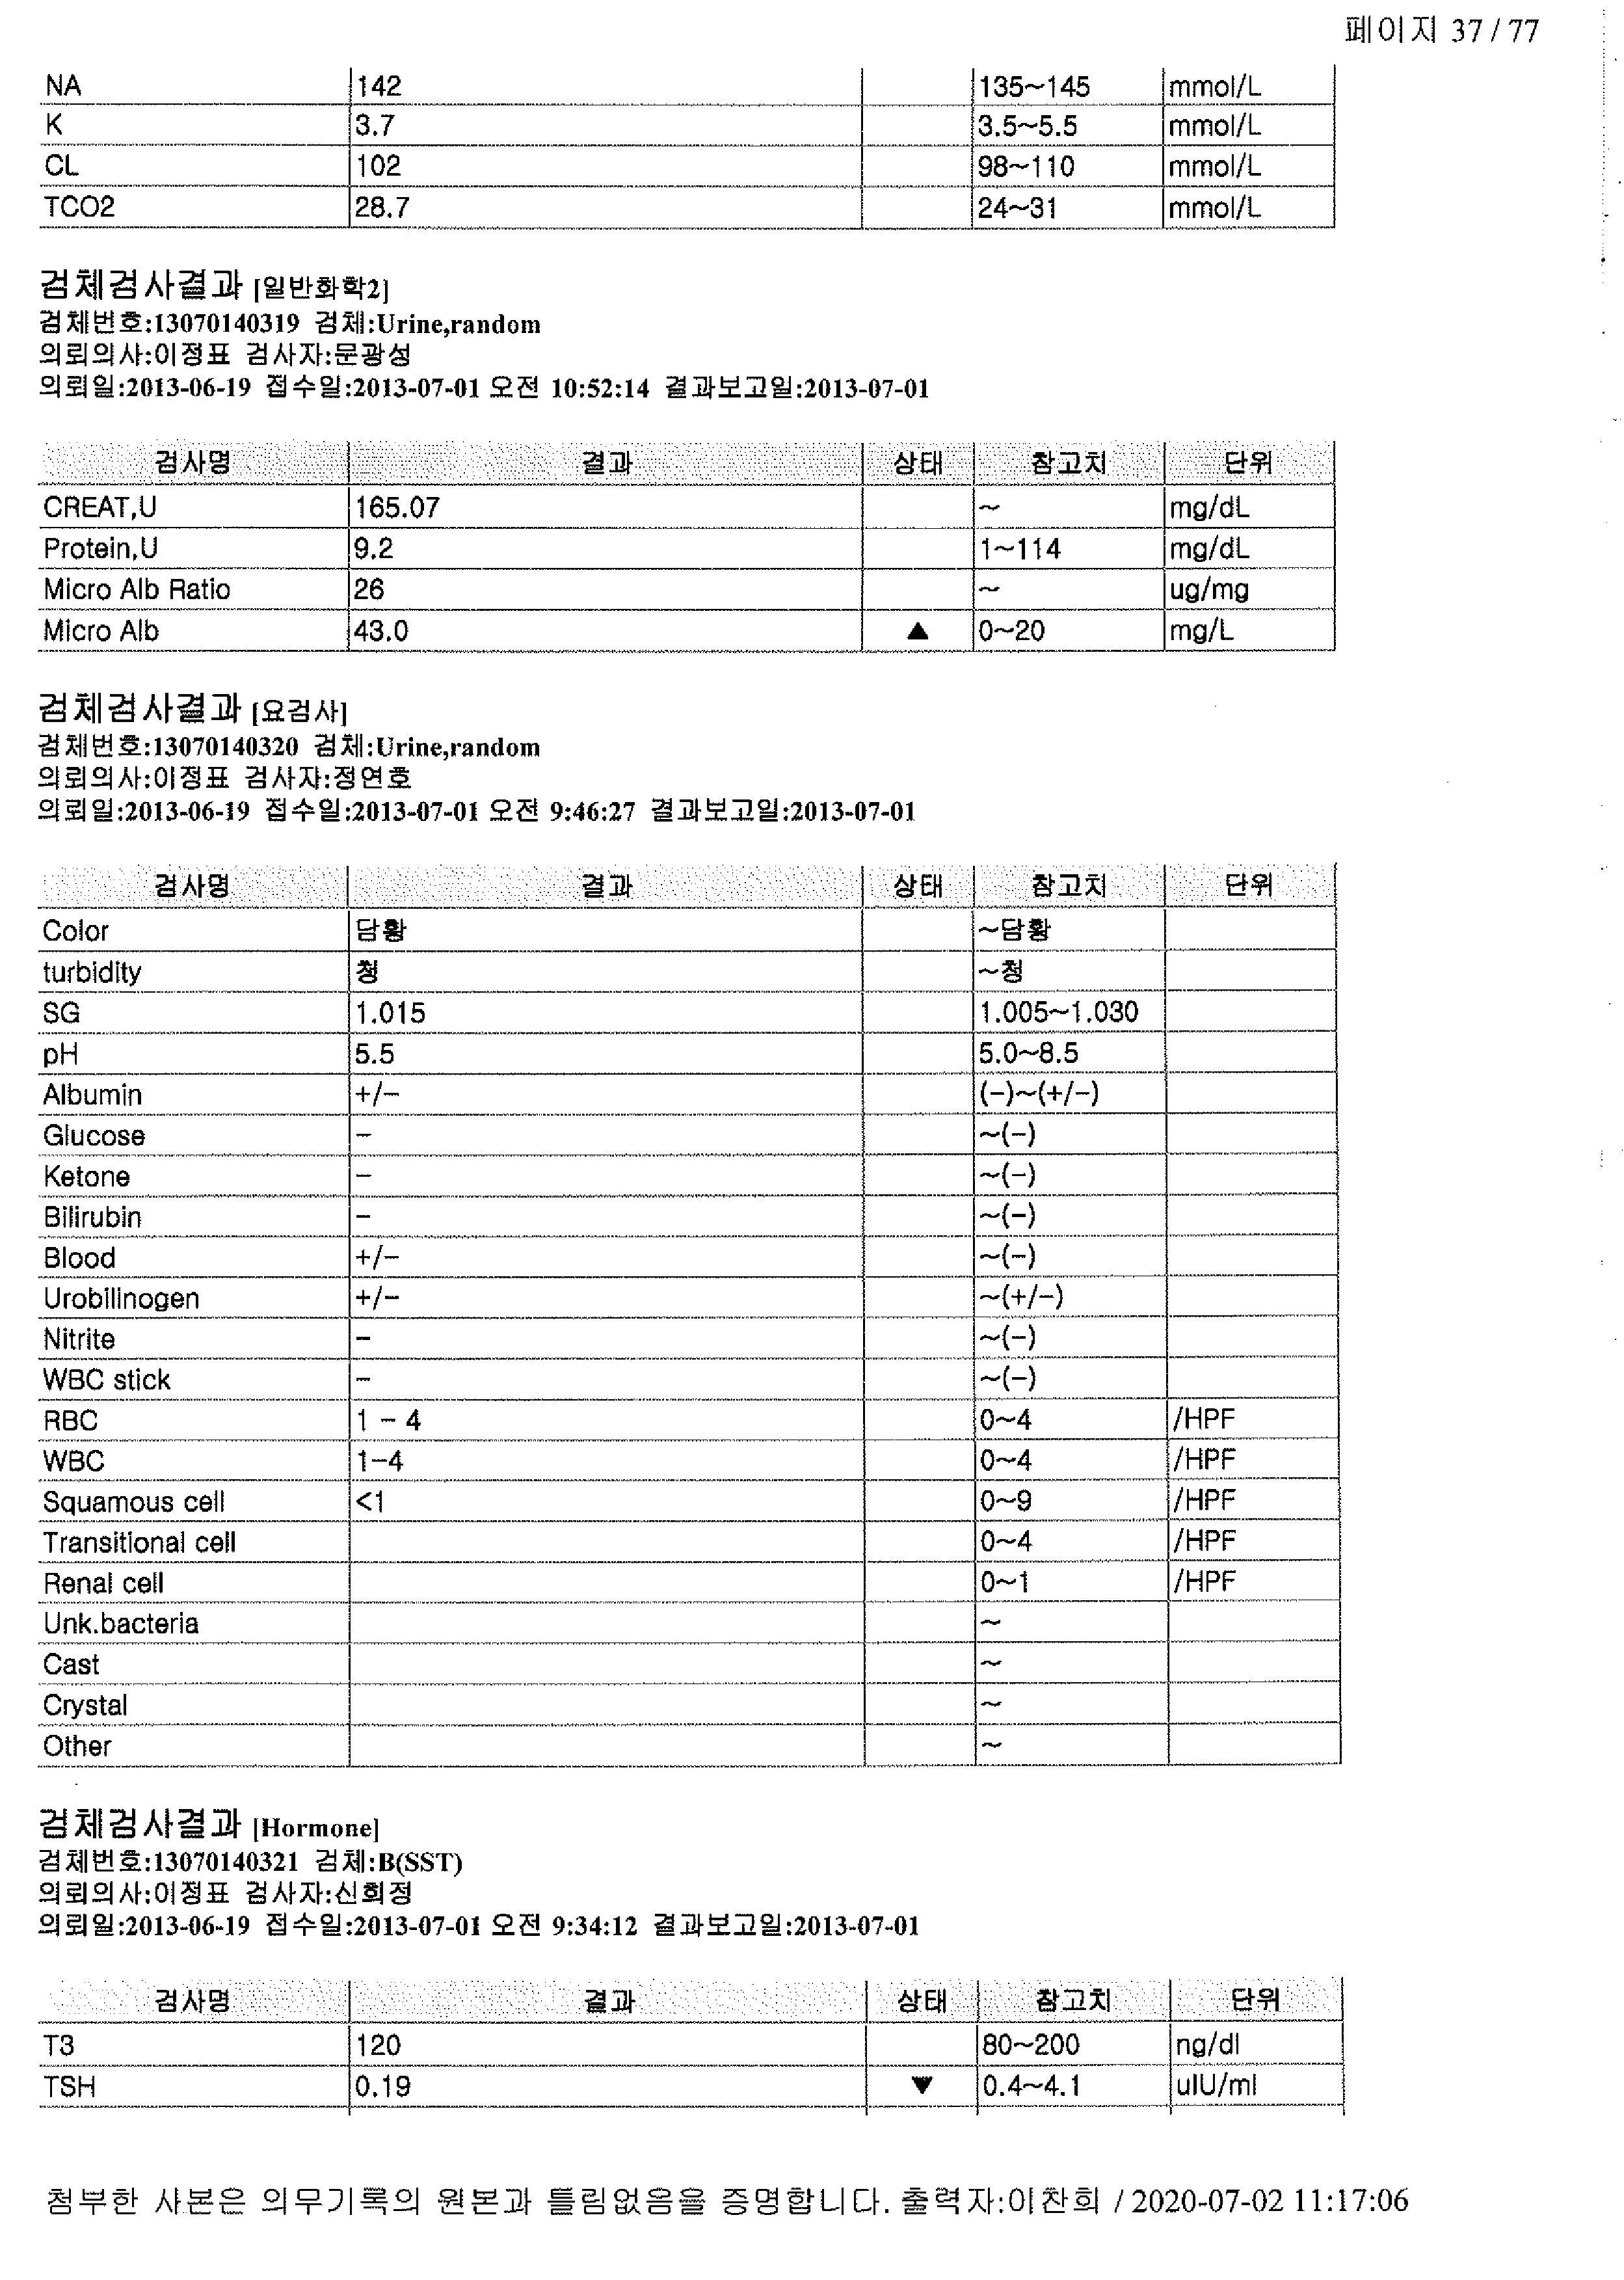 페이지 37 / 77
NA 142 135~145 mmol/L
K 3.7 3.5~5.5 mmol/L
CL 102 98~110 mmol/L
TCO2 28.7 24~31 mmol/L
검체검사결과 [일반화학2]
검체번호:13070140319 검체:Urine,random
의뢰의사:이정표 검사자:문광성
의뢰일:2013-06-19 접수일:2013-07-01 오전 10:52:14 결과보고일:2013-07-01
검사명 결과 상태 참고치 단위
CREAT,U 165.07 ~ mg/dL
Protein,U 9.2 1~114 mg/dL
Micro Alb Ratio 26 ~ ug/mg
Micro Alb 43.0 ▲ 0~20 mg/L
검체검사결과 [요검사]
검체번호:13070140320 검체:Urine,random
의뢰의사:이정표 검사자:정연호
의뢰일:2013-06-19 접수일:2013-07-01 오전 9:46:27 결과보고일:2013-07-01
검사명 결과 상태 참고치 단위
Color 담황 ~담황
turbidity 청 ~청
SG 1.015 1.005~1.030
pH 5.5 5.0~8.5
Albumin +/- (-)~(+/-)
Glucose - ~(-)
Ketone - ~(-)
Bilirubin - ~(-)
Blood +/- ~(-)
Urobilinogen +/- ~(+/-)
Nitrite - ~(-)
WBC stick - ~(-)
RBC 1 - 4 0~4 /HPF
WBC 1-4 0~4 /HPF
Squamous cell <1 0~9 /HPF
Transitional cell 0~4 /HPF
Renal cell 0~1 /HPF
Unk.bacteria ~
Cast ~
Crystal ~
Other ~
검체검사결과 [Hormone]
검체번호:13070140321 검체:B(SST)
의뢰의사:이정표 검사자:신희정
의뢰일:2013-06-19 접수일:2013-07-01 오전 9:34:12 결과보고일:2013-07-01
검사명 결과 상태 참고치 단위
T3 120 80~200 ng/dl
TSH 0.19 ▼ 0.4~4.1 uIU/ml
첨부한 사본은 의무기록의 원본과 틀림없음을 증명합니다. 출력자:이찬희 / 2020-07-02 11:17:06